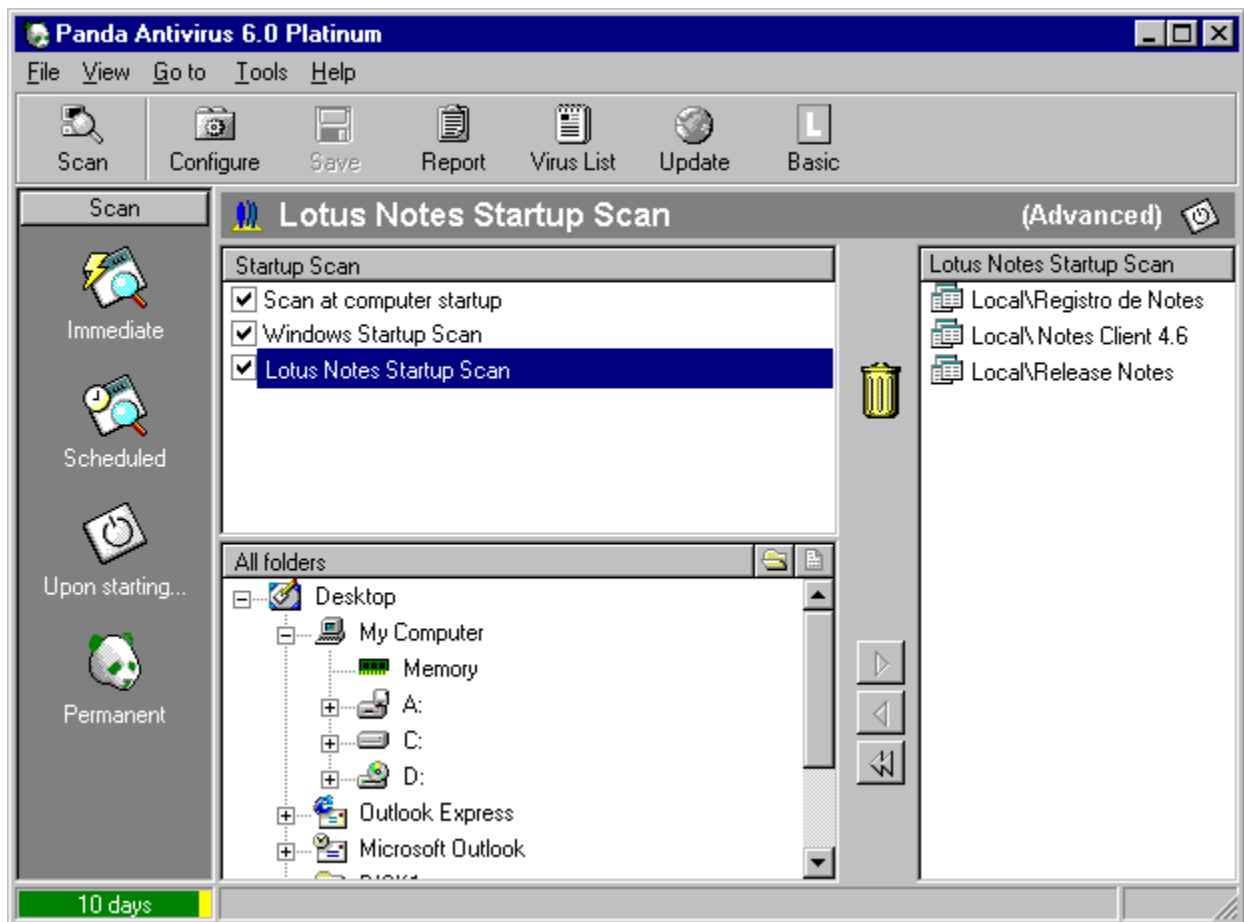 Panda Antivirus 6.0 Platinum
File View Go to Tools Help
Scan Configure Save Report Virus List Update L Basic
Scan
Immediate
Scheduled
Upon starting...
Permanent
Lotus Notes Startup Scan (Advanced)
Startup Scan
Scan at computer startup
Windows Startup Scan
Lotus Notes Startup Scan
All folders
Desktop
My Computer
Memory
A:
C:
D:
Outlook Express
Microsoft Outlook
Lotus Notes Startup Scan
Local\Registro de Notes
Local\ Notes Client 4.6
Local\Release Notes
10 days